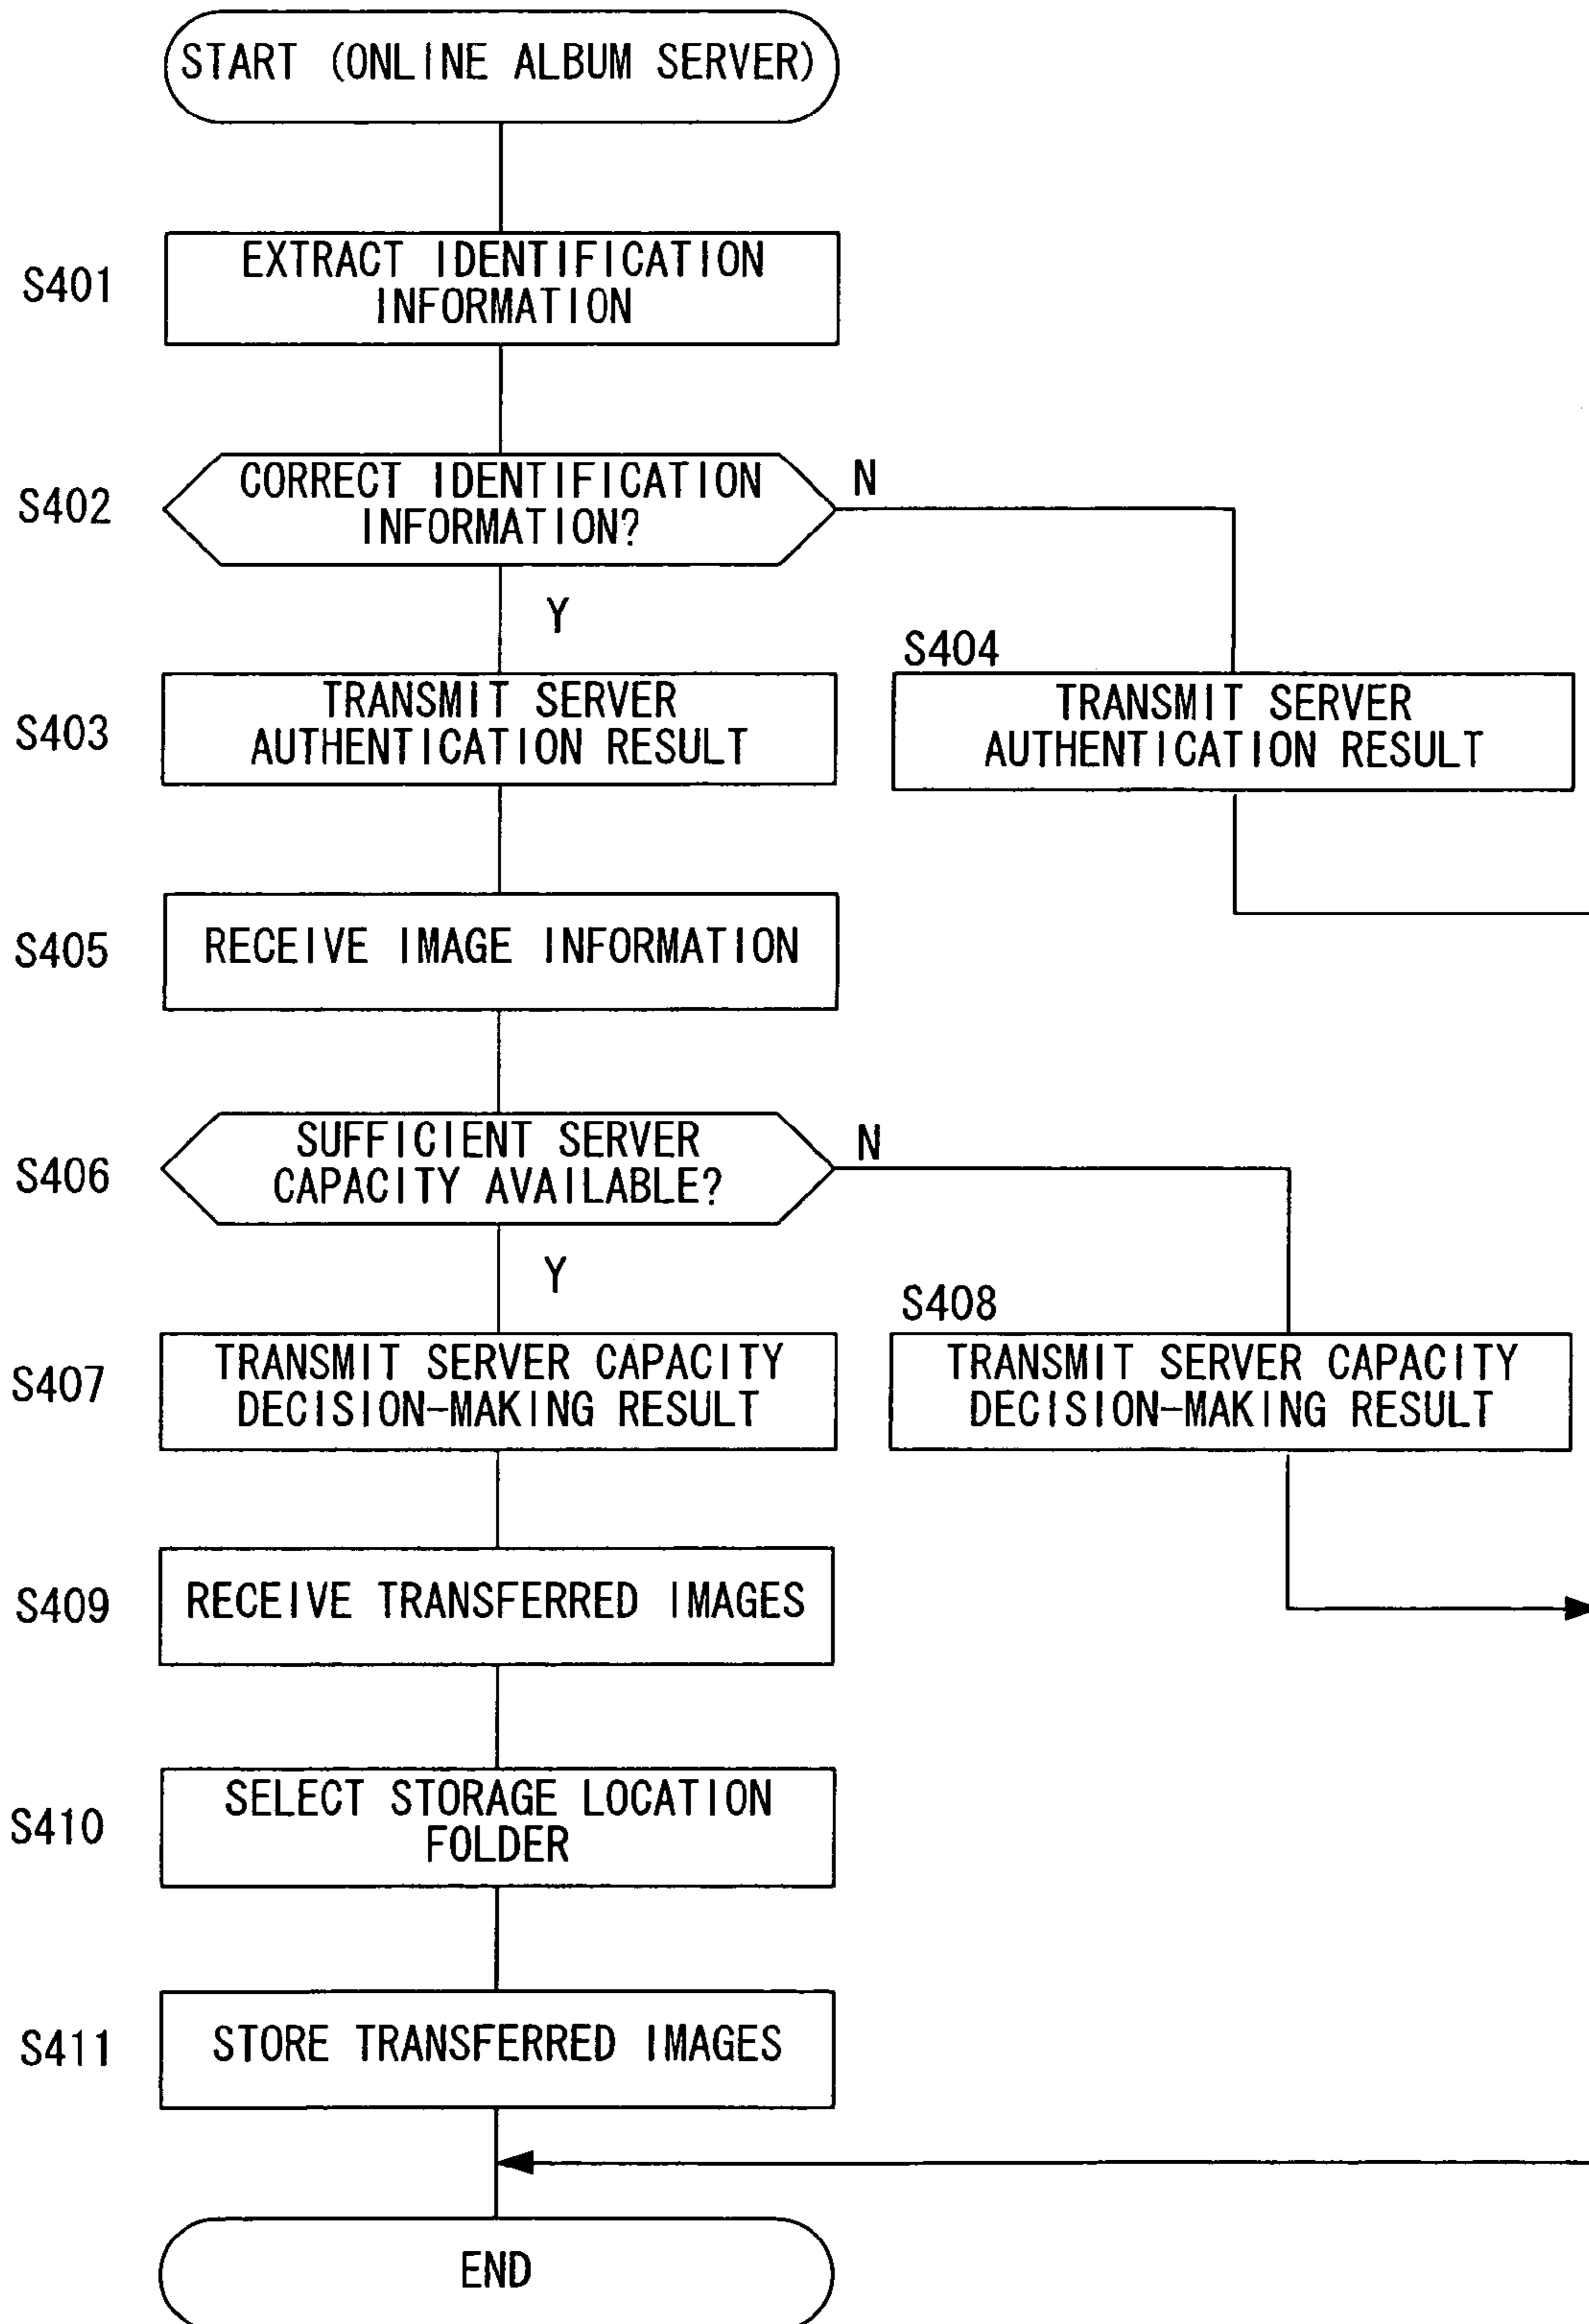 START (ONLINE ALBUM SERVER)
S401
EXTRACT IDENTIFICATION
INFORMATION
S402
CORRECT IDENTIFICATION
INFORMATION?
N
Y
S403
TRANSMIT SERVER
AUTHENTICATION RESULT
S404
TRANSMIT SERVER
AUTHENTICATION RESULT
S405
RECEIVE IMAGE INFORMATION
S406
SUFFICIENT SERVER
CAPACITY AVAILABLE?
N
Y
S407
TRANSMIT SERVER CAPACITY
DECISION-MAKING RESULT
S408
TRANSMIT SERVER CAPACITY
DECISION-MAKING RESULT
S409
RECEIVE TRANSFERRED IMAGES
S410
SELECT STORAGE LOCATION
FOLDER
S411
STORE TRANSFERRED IMAGES
END